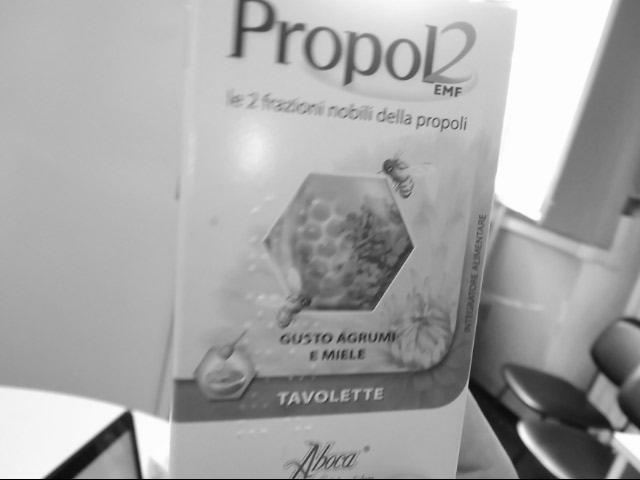 Propol2
EMF
le 2 frazioni nobili della propoli
INTEGRATORE ALIMENTARE
GUSTO AGRUMI
E MIELE
TAVOLETTE
Aboca®